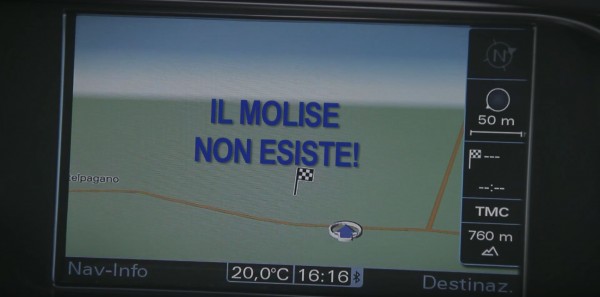 IL MOLISE
NON ESISTE!
elpagano
N
50 m
---
--:--
TMC
760 m
Nav-Info
20,0°C 16:16
Destinaz.